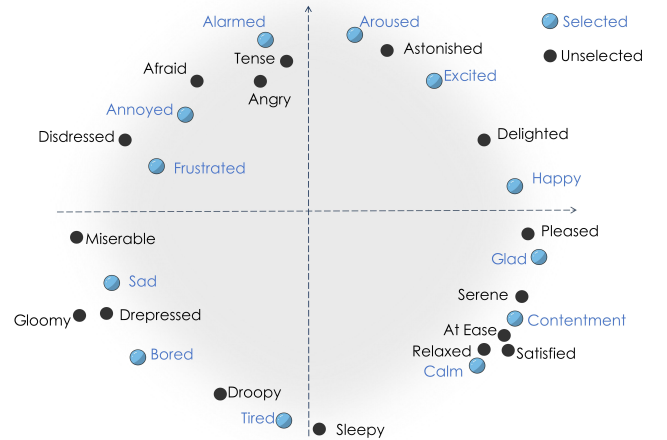 Alarmed
Aroused
Selected
Astonished
Tense
Unselected
Afraid
Excited
Angry
Annoyed
Delighted
Disdressed
Frustrated
Happy
Pleased
Miserable
Glad
Sad
Serene
Drepressed
Gloomy
Contentment
At Ease
Relaxed
Satisfied
Bored
Calm
Droopy
Tired
Sleepy